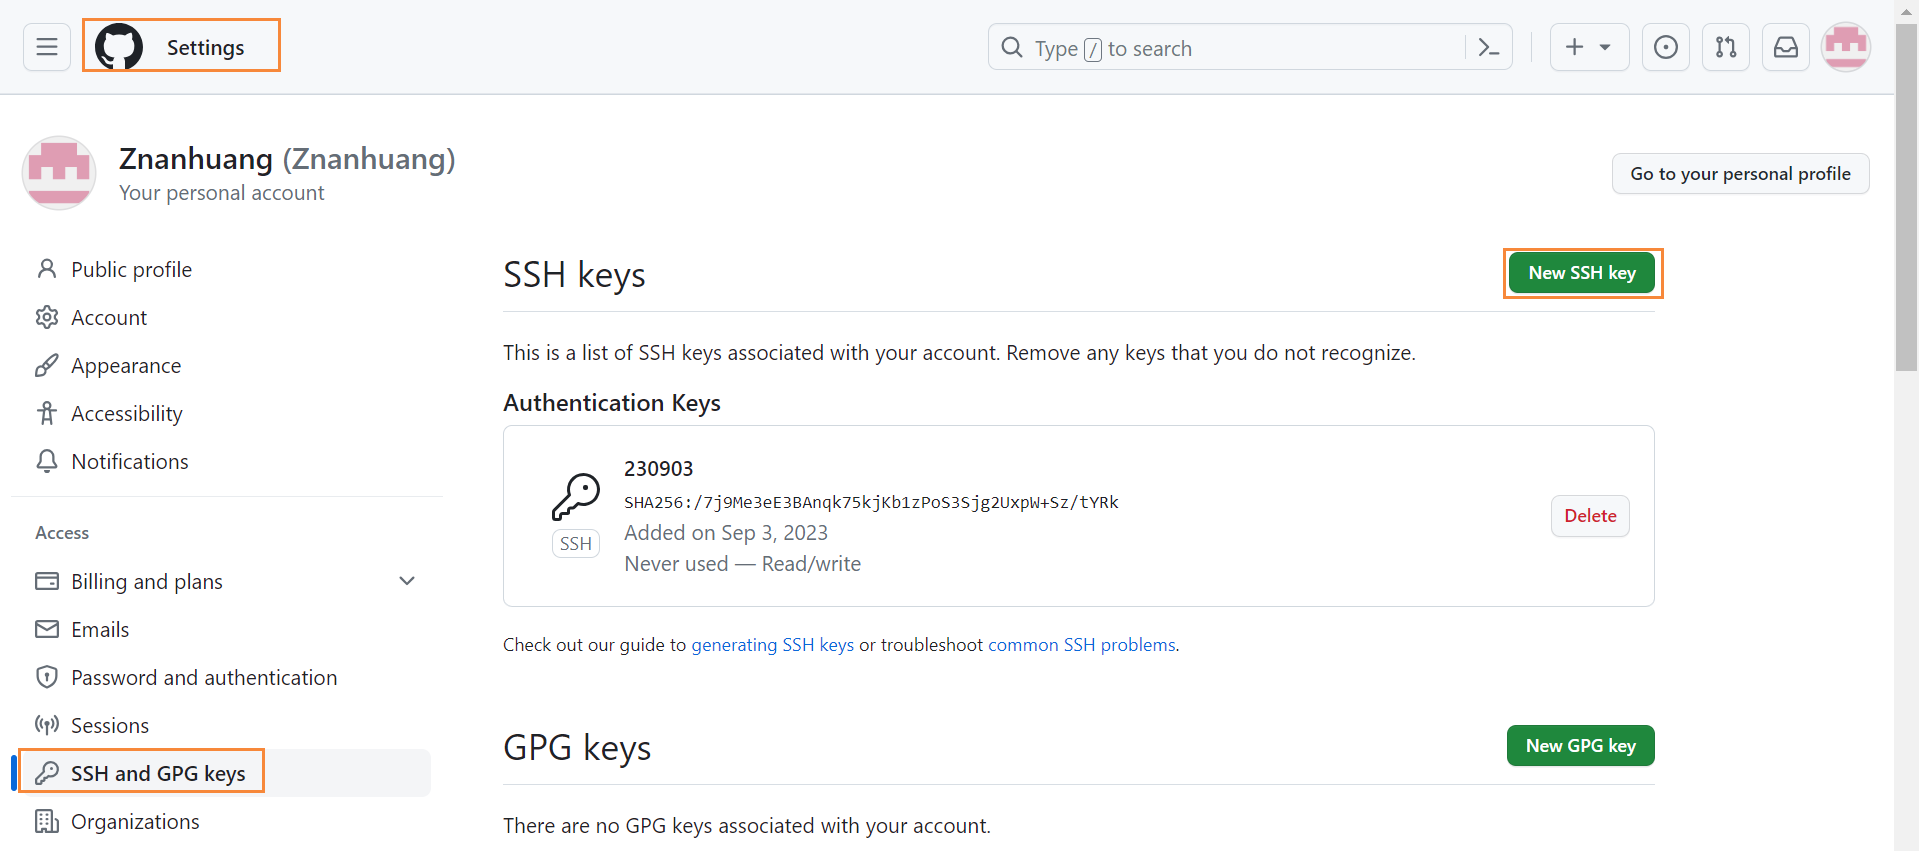 Settings
Type / to search
Znanhuang (Znanhuang)
Your personal account
Go to your personal profile
Public profile
Account
Appearance
Accessibility
Notifications
Access
Billing and plans
Emails
Password and authentication
Sessions
SSH and GPG keys
Organizations
SSH keys
New SSH key
This is a list of SSH keys associated with your account. Remove any keys that you do not recognize.
Authentication Keys
230903
SHA256:/7j9Me3eE3BAnqk75kjKb1zPoS3Sjg2UxpW+Sz/tYRk
Added on Sep 3, 2023
Never used — Read/write
SSH
Delete
Check out our guide to generating SSH keys or troubleshoot common SSH problems.
GPG keys
New GPG key
There are no GPG keys associated with your account.